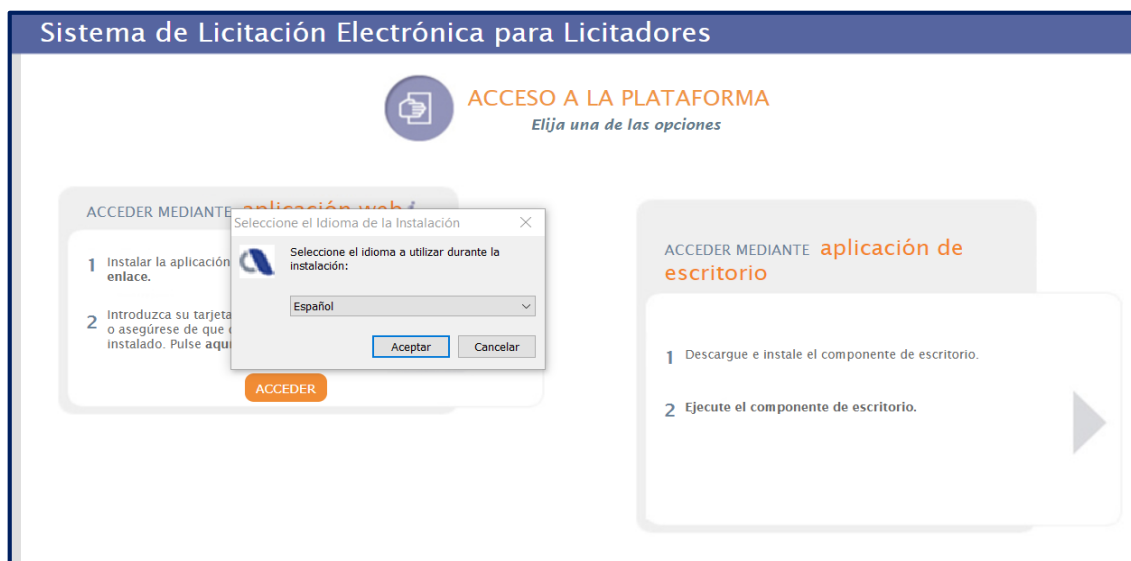 Sistema de Licitación Electrónica para Licitadores
ACCESO A LA PLATAFORMA
Elija una de las opciones
ACCEDER MEDIANTE aplicación web i
Seleccione el Idioma de la Instalación
Seleccione el idioma a utilizar durante la
instalación:
Español
Aceptar Cancelar
1 Instalar la aplicación
enlace.
2 Introduzca su tarjeta
o asegúrese de que
instalado. Pulse
ACCEDER
ACCEDER MEDIANTE aplicación de
escritorio
1 Descargue e instale el componente de escritorio.
2 Ejecute el componente de escritorio.